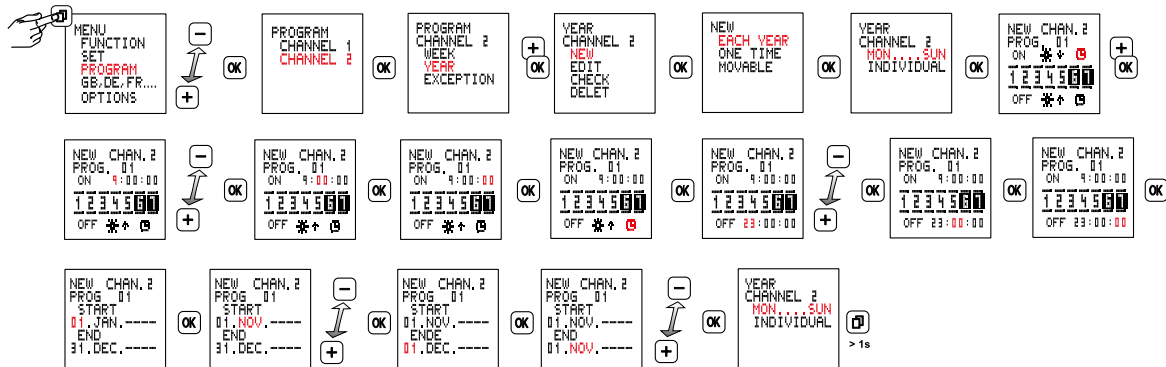 MENU
FUNCTION
SET
PROGRAM
GB,DE,FR....
OPTIONS
−
+
OK
PROGRAM
CHANNEL 1
CHANNEL 2
OK
PROGRAM
CHANNEL 2
WEEK
YEAR
EXCEPTION
+
OK
YEAR
CHANNEL 2
NEW
EDIT
CHECK
DELET
OK
NEW
EACH YEAR
ONE TIME
MOVABLE
OK
YEAR
CHANNEL 2
MON....SUN
INDIVIDUAL
OK
NEW CHAN.2
PROG 01
ON
1 2 3 4 5 6 7
OFF
+
OK
NEW CHAN.2
PROG. 01
ON 9:00:00
1 2 3 4 5 6 7
OFF
−
+
OK
NEW CHAN.2
PROG. 01
ON 9:00:00
1 2 3 4 5 6 7
OFF
OK
NEW CHAN.2
PROG. 01
ON 9:00:00
1 2 3 4 5 6 7
OFF
OK
NEW CHAN.2
PROG. 01
ON 9:00:00
1 2 3 4 5 6 7
OFF
OK
NEW CHAN.2
PROG. 01
ON 9:00:00
1 2 3 4 5 6 7
OFF 23:00:00
−
+
OK
NEW CHAN.2
PROG. 01
ON 9:00:00
1 2 3 4 5 6 7
OFF 23:00:00
OK
NEW CHAN.2
PROG. 01
ON 9:00:00
1 2 3 4 5 6 7
OFF 23:00:00
OK
NEW CHAN.2
PROG 01
START
01.JAN.----
END
31.DEC.----
OK
NEW CHAN.2
PROG 01
START
01.NOV.----
END
31.DEC.----
−
+
OK
NEW CHAN.2
PROG 01
START
01.NOV.----
ENDE
01.DEC.----
OK
NEW CHAN.2
PROG 01
START
01.NOV.----
END
01.NOV.----
−
+
OK
YEAR
CHANNEL 2
MON....SUN
INDIVIDUAL
> 1s